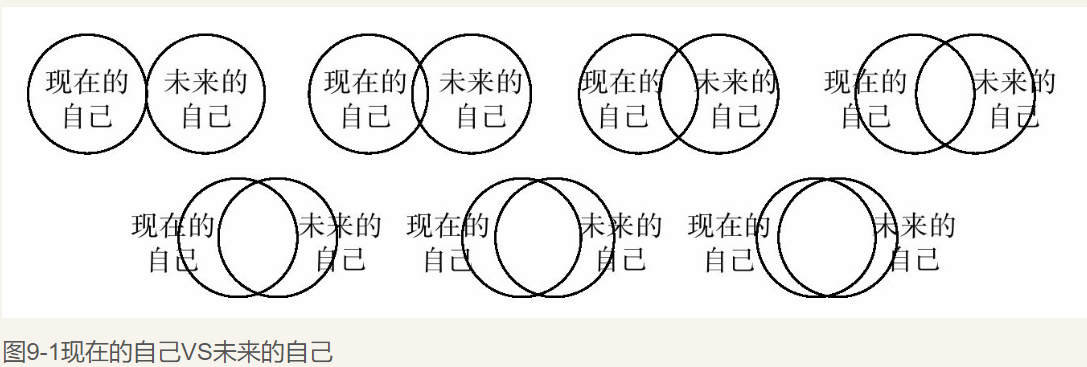 现在的 未来的 现在的 未来的 现在的 未来的 现在的 未来的
自己 自己 自己 自己 自己 自己 自己 自己
现在的 未来的 现在的 未来的 现在的 未来的
自己 自己 自己 自己 自己 自己
图9-1现在的自己VS未来的自己